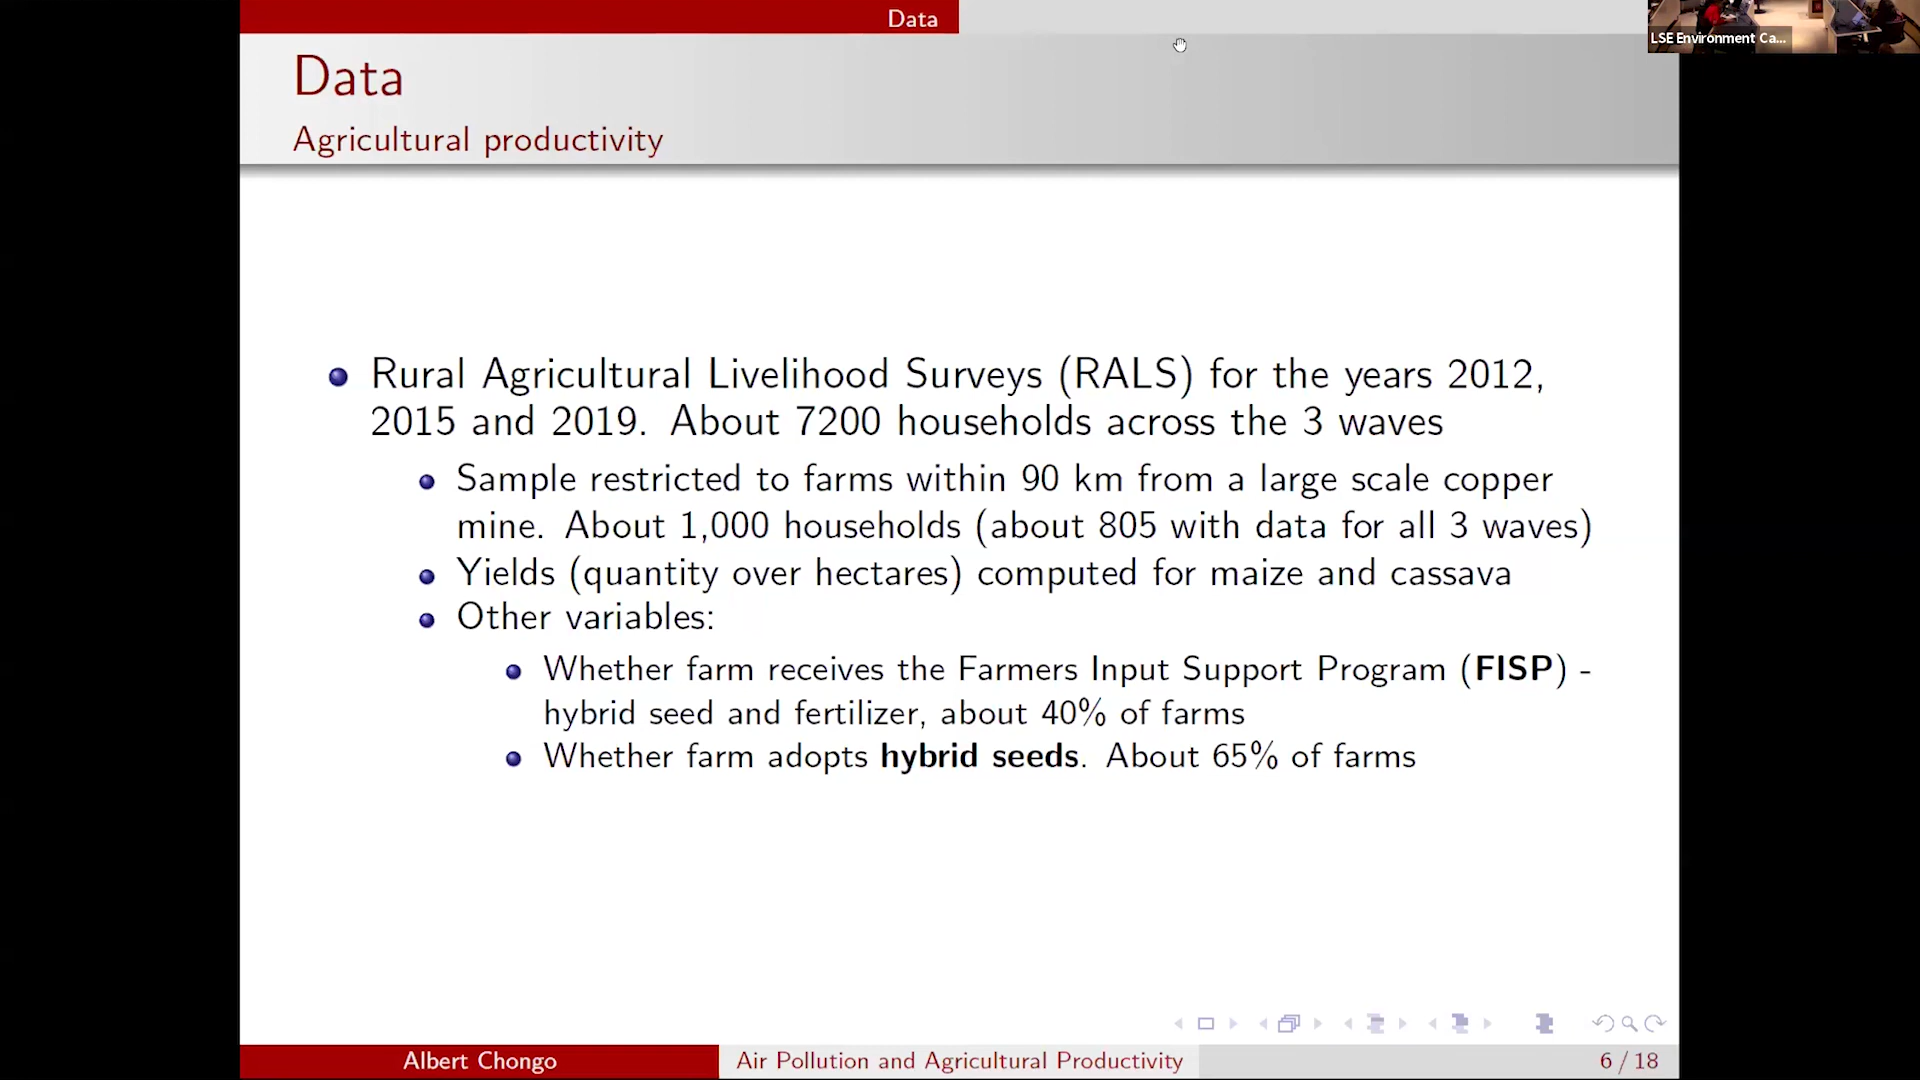 Data
LSE Environment Ca...
Data
Agricultural productivity
Rural Agricultural Livelihood Surveys (RALS) for the years 2012,
2015 and 2019. About 7200 households across the 3 waves
Sample restricted to farms within 90 km from a large scale copper
mine. About 1,000 households (about 805 with data for all 3 waves)
Yields (quantity over hectares) computed for maize and cassava
Other variables:
Whether farm receives the Farmers Input Support Program (FISP) -
hybrid seed and fertilizer, about 40% of farms
Whether farm adopts hybrid seeds. About 65% of farms
Albert Chongo
Air Pollution and Agricultural Productivity
6 / 18